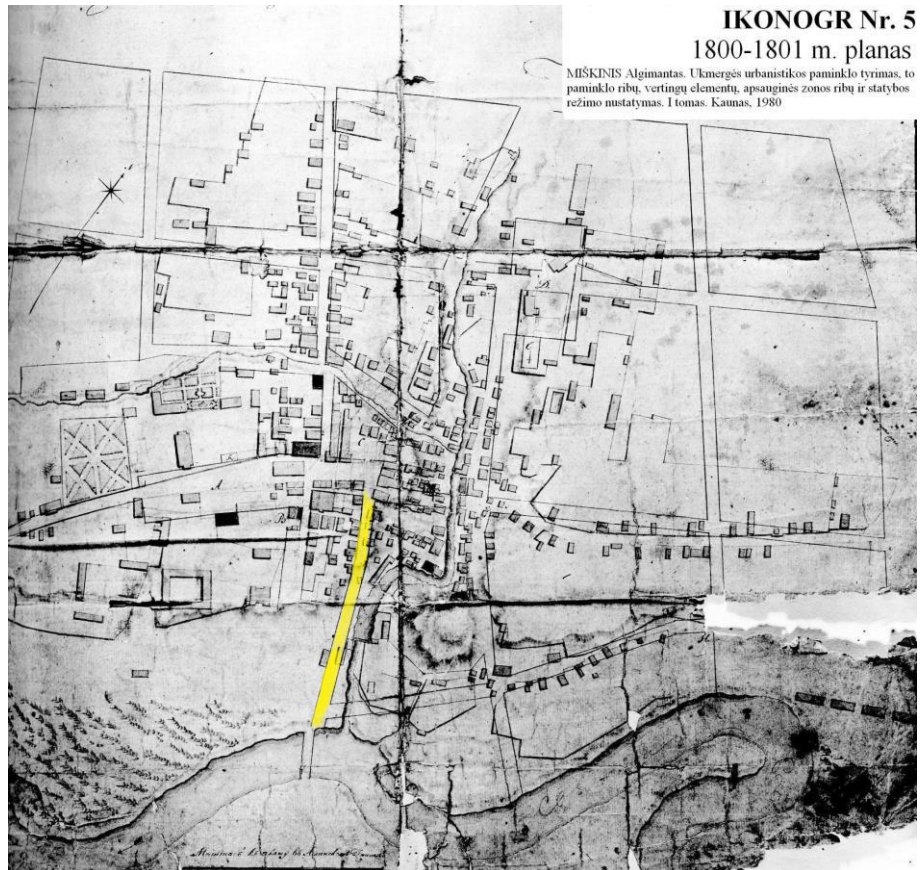 IKONOGR Nr. 5
1800-1801 m. planas
MIŠKINIS Algimantas. Ukmergės urbanistikos paminklo tyrimas, to
paminklo ribų, vertingų elementų, apsauginės zonos ribų ir statybos
režimo nustatymas. I tomas. Kaunas, 1980